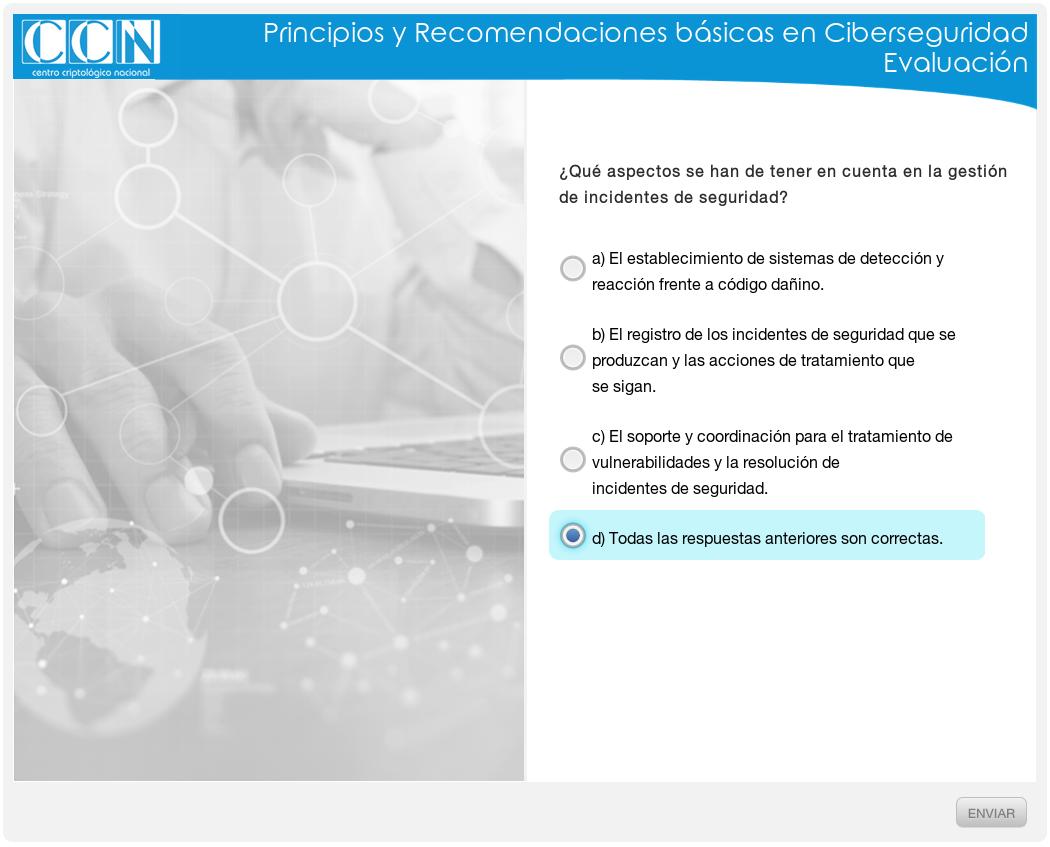 CCN
centro criptológico nacional
Principios y Recomendaciones básicas en Ciberseguridad
Evaluación
ness Strategy
¿Qué aspectos se han de tener en cuenta en la gestión
de incidentes de seguridad?
a) El establecimiento de sistemas de detección y
reacción frente a código dañino.
b) El registro de los incidentes de seguridad que se
produzcan y las acciones de tratamiento que
se sigan.
c) El soporte y coordinación para el tratamiento de
vulnerabilidades y la resolución de
incidentes de seguridad.
d) Todas las respuestas anteriores son correctas.
ENVIAR